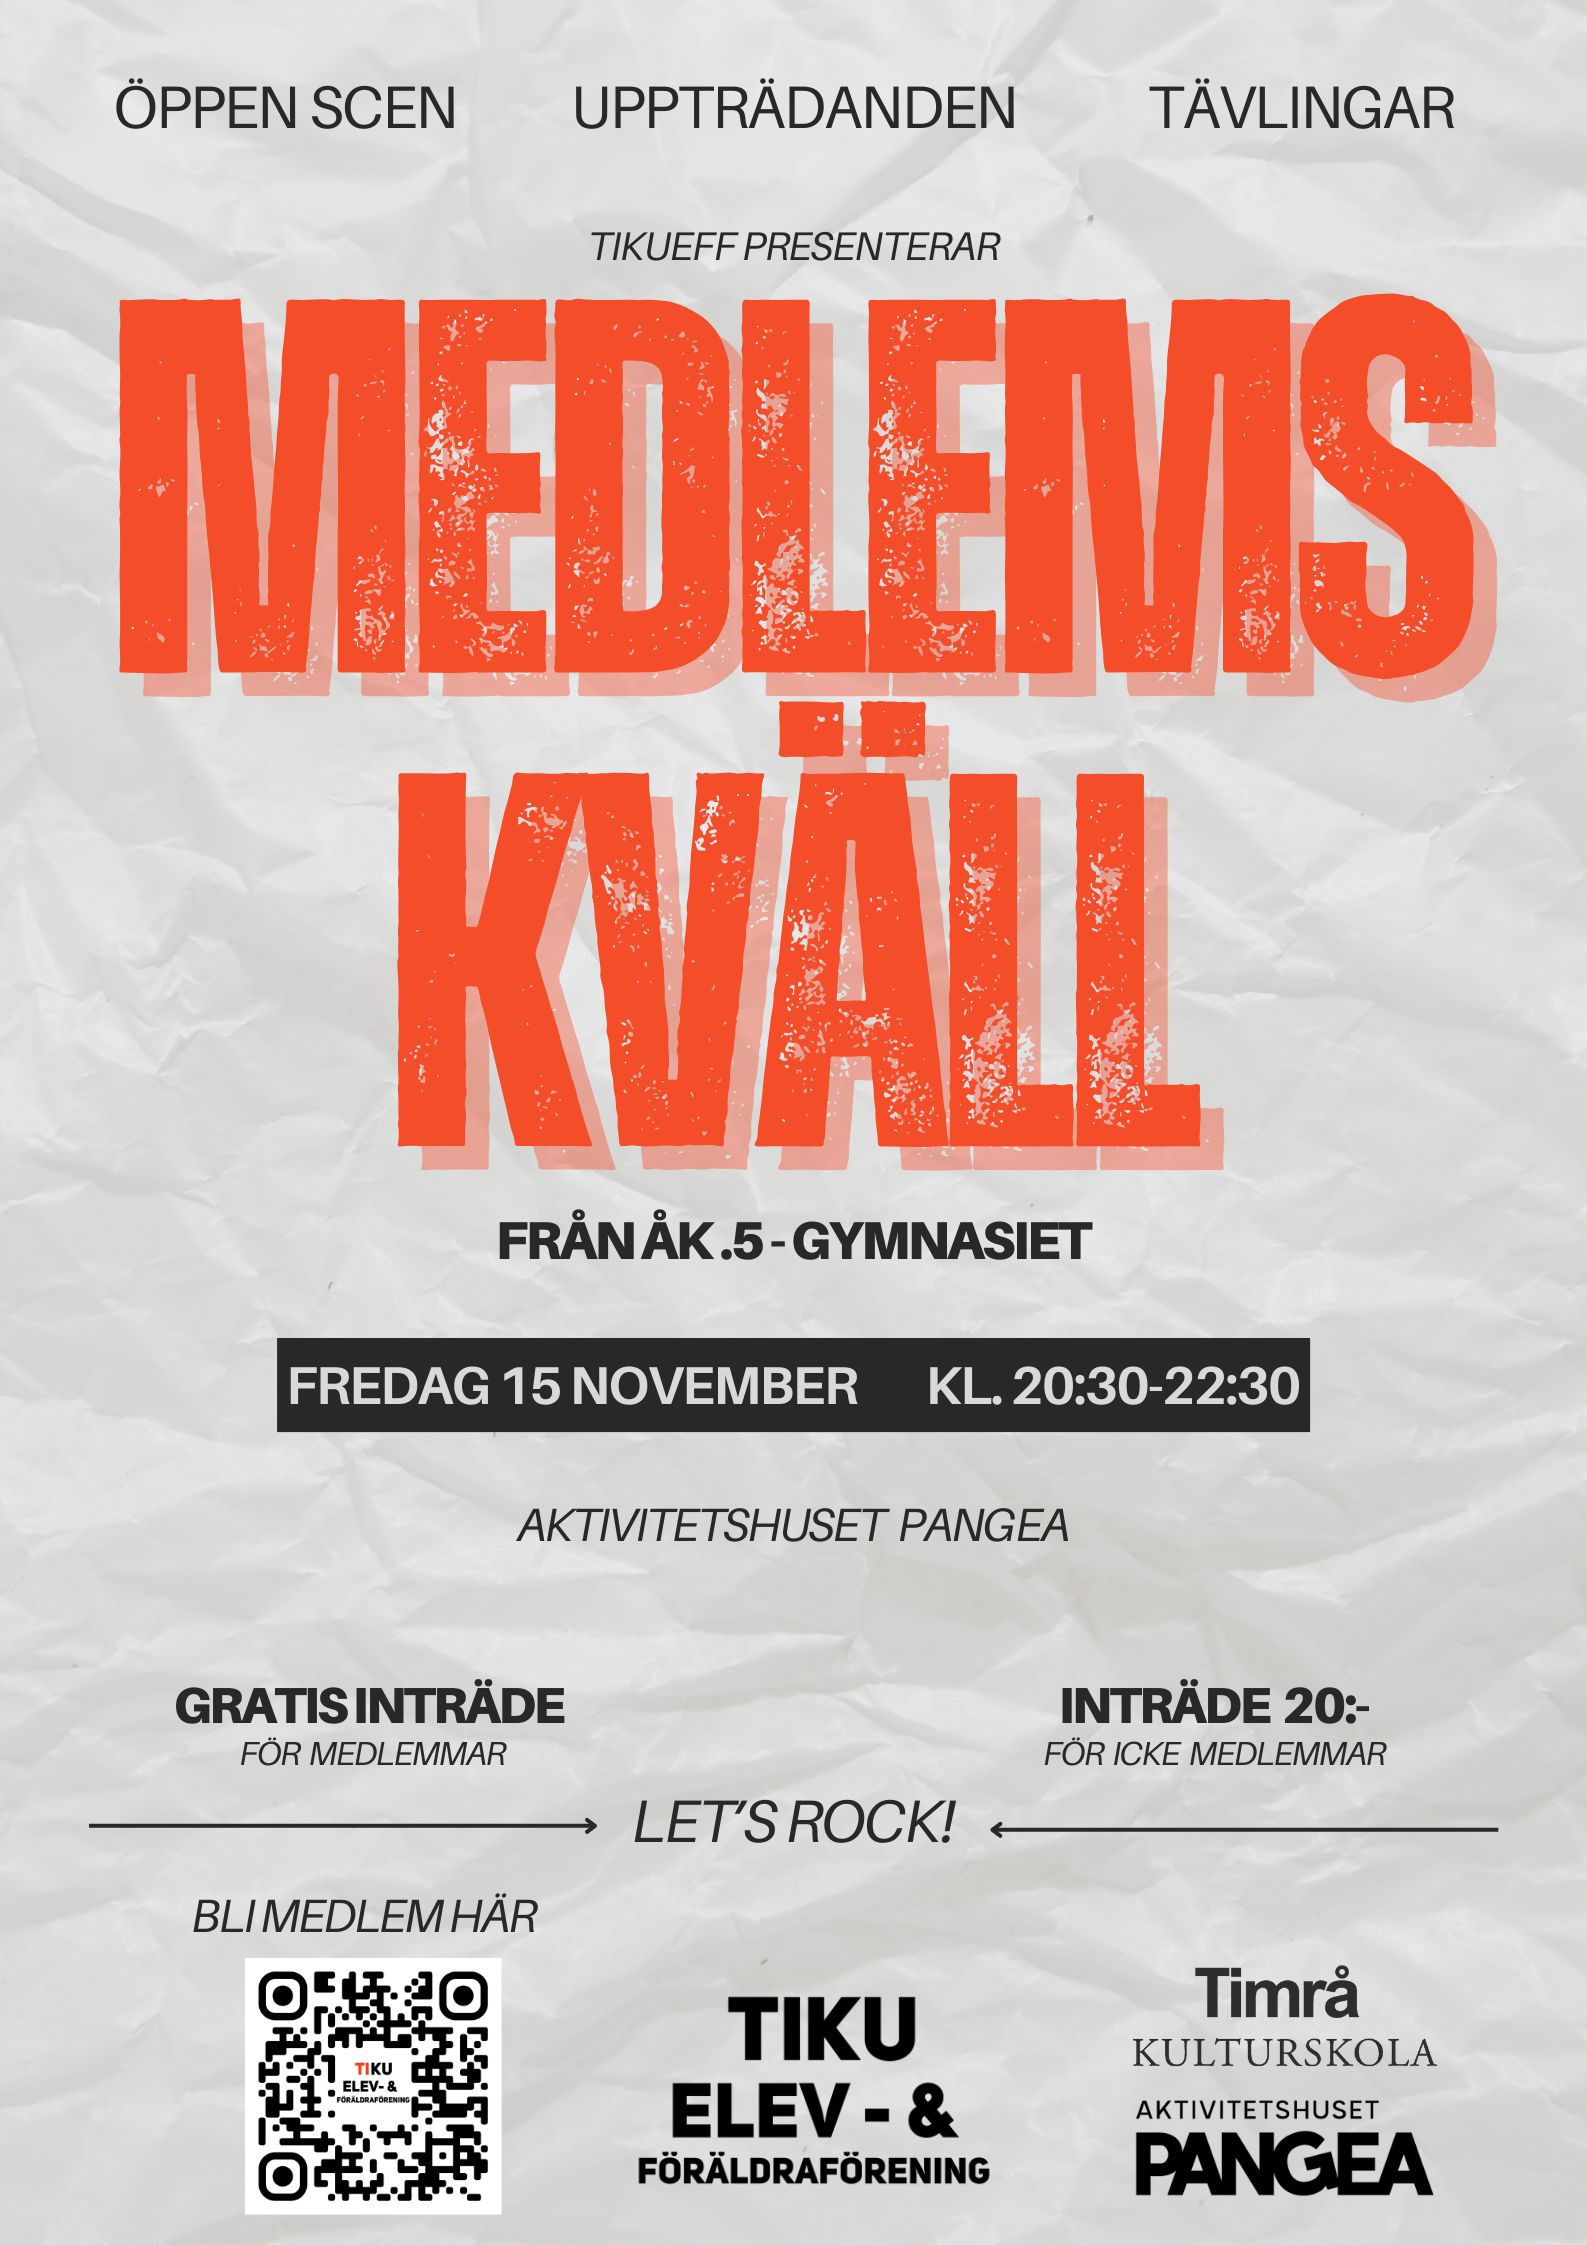 ÖPPEN SCEN UPPTRÄDANDEN TÄVLINGAR
TIKUEFF PRESENTERAR
MEDLEMS
KVÄLL
FRÅN ÅK .5 - GYMNASIET
FREDAG 15 NOVEMBER KL. 20:30-22:30
AKTIVITETSHUSET PANGEA
GRATIS INTRÄDE
FÖR MEDLEMMAR
INTRÄDE 20:-
FÖR ICKE MEDLEMMAR
LET'S ROCK!
BLI MEDLEM HÄR
TIKU
ELEV- &
FÖRÄLDRAFÖRENING
TIKU
ELEV - &
FÖRÄLDRAFÖRENING
Timrå
KULTURSKOLA
AKTIVITETSHUSET
PANGEA